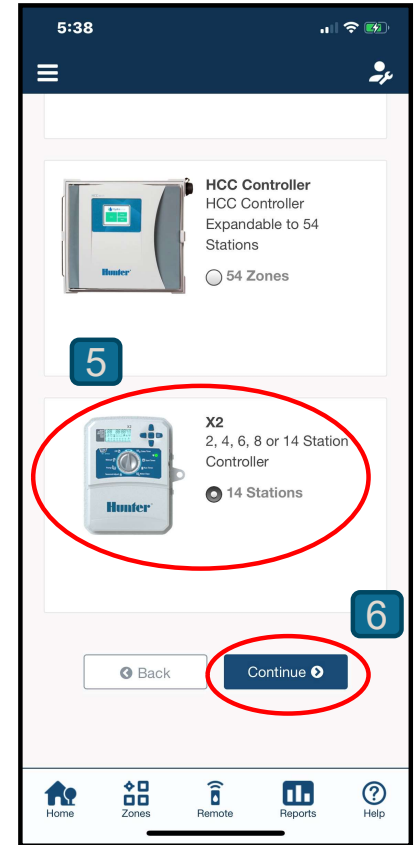 5:38
HCC Controller
HCC Controller
Expandable to 54
Stations
54 Zones
Hunter
5
X2
2, 4, 6, 8 or 14 Station
Controller
14 Stations
Hunter
6
Back
Continue
Home Zones Remote Reports Help